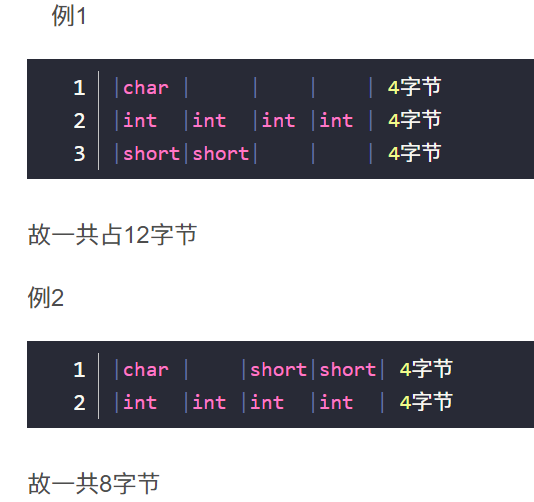 例1
1 |char |     |    |    | 4字节
2 |int  |int  |int |int | 4字节
3 |short|short|    |    | 4字节
故一共占12字节
例2
1 |char |    |short|short| 4字节
2 |int  |int |int  |int  | 4字节
故一共8字节